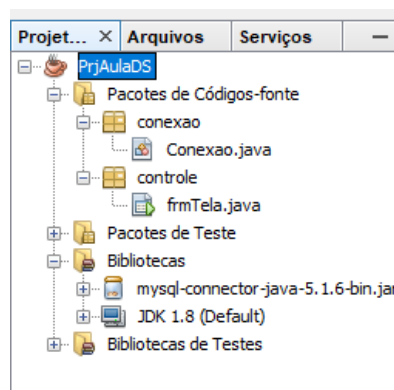 Projet... × Arquivos Serviços
PrjAulaDS
Pacotes de Códigos-fonte
conexao
Conexao.java
controle
frmTela.java
Pacotes de Teste
Bibliotecas
mysql-connector-java-5.1.6-bin.jar
JDK 1.8 (Default)
Bibliotecas de Testes